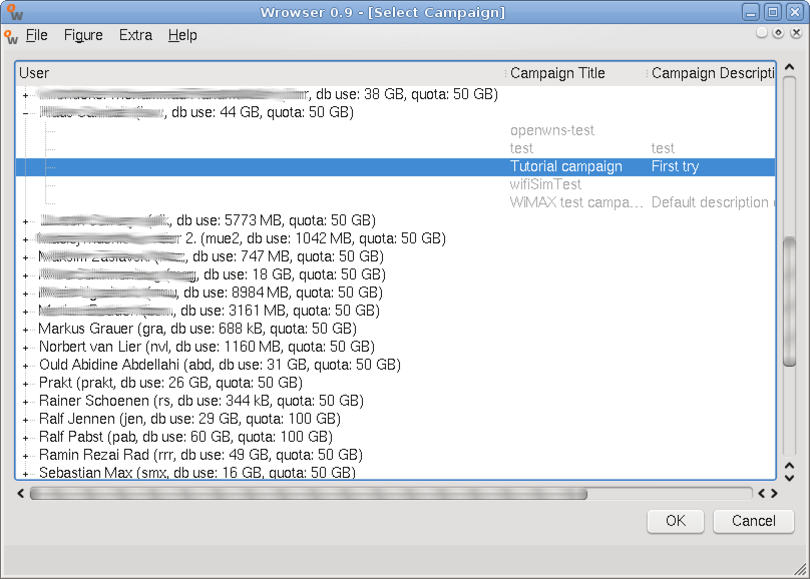 Wrowser 0.9 - [Select Campaign]
File Figure Extra Help
User Campaign Title Campaign Descripti
, db use: 38 GB, quota: 50 GB)
, db use: 44 GB, quota: 50 GB)
openwns-test
test test
Tutorial campaign First try
wifiSimTest
WiMAX test campa... Default description
, db use: 5773 MB, quota: 50 GB)
2. (mue2, db use: 1042 MB, quota: 50 GB)
, db use: 747 MB, quota: 50 GB)
, db use: 18 GB, quota: 50 GB)
, db use: 8984 MB, quota: 50 GB)
, db use: 3161 MB, quota: 50 GB)
Markus Grauer (gra, db use: 688 kB, quota: 50 GB)
Norbert van Lier (nvl, db use: 1160 MB, quota: 50 GB)
Ould Abidine Abdellahi (abd, db use: 31 GB, quota: 50 GB)
Prakt (prakt, db use: 26 GB, quota: 50 GB)
Rainer Schoenen (rs, db use: 344 kB, quota: 50 GB)
Ralf Jennen (jen, db use: 29 GB, quota: 100 GB)
Ralf Pabst (pab, db use: 60 GB, quota: 100 GB)
Ramin Rezai Rad (rrr, db use: 49 GB, quota: 50 GB)
Sebastian Max (smx, db use: 16 GB, quota: 50 GB)
OK Cancel